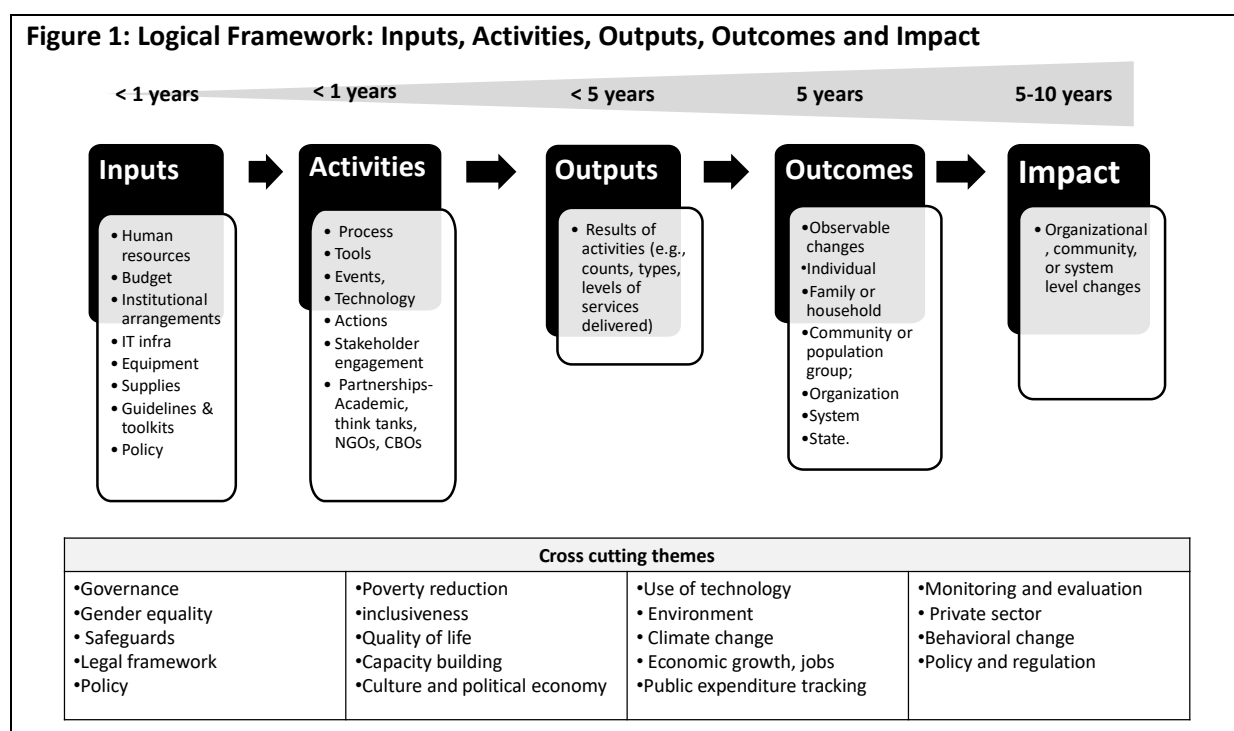 Figure 1: Logical Framework: Inputs, Activities, Outputs, Outcomes and Impact
< 1 years
< 1 years
< 5 years
5 years
5-10 years
Inputs
• Human
resources
• Budget
• Institutional
arrangements
• IT infra
• Equipment
• Supplies
• Guidelines &
toolkits
• Policy
Activities
• Process
• Tools
• Events,
• Technology
• Actions
• Stakeholder
engagement
• Partnerships-
Academic,
think tanks,
NGOs, CBOs
Outputs
• Results of
activities (e.g.,
counts, types,
levels of
services
delivered)
Outcomes
•Observable
changes
•Individual
•Family or
household
•Community or
population
group;
•Organization
•System
•State.
Impact
• Organizational
, community,
or system
level changes
Cross cutting themes
•Governance
•Gender equality
• Safeguards
•Legal framework
•Policy
•Poverty reduction
•inclusiveness
•Quality of life
•Capacity building
•Culture and political economy
•Use of technology
• Environment
• Climate change
• Economic growth, jobs
•Public expenditure tracking
•Monitoring and evaluation
• Private sector
•Behavioral change
•Policy and regulation